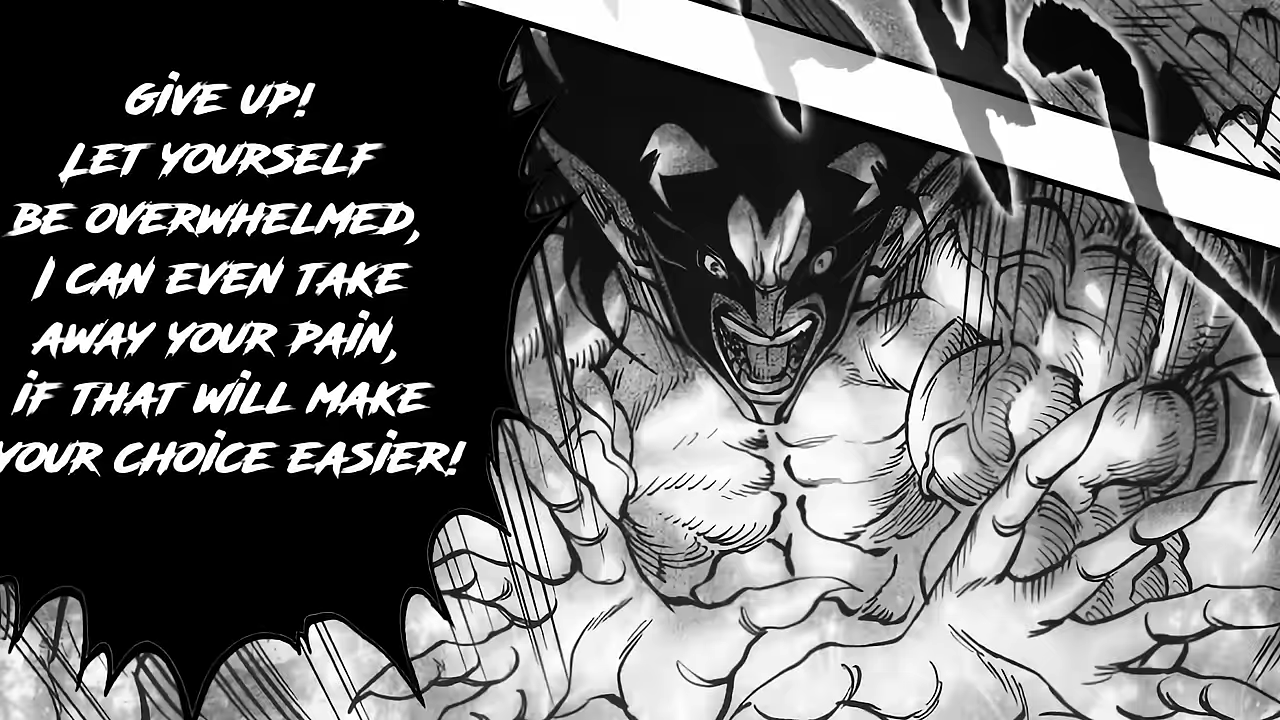 GIVE UP!
LET YOURSELF
BE OVERWHELMED,
I CAN EVEN TAKE
AWAY YOUR PAIN,
IF THAT WILL MAKE
YOUR CHOICE EASIER!